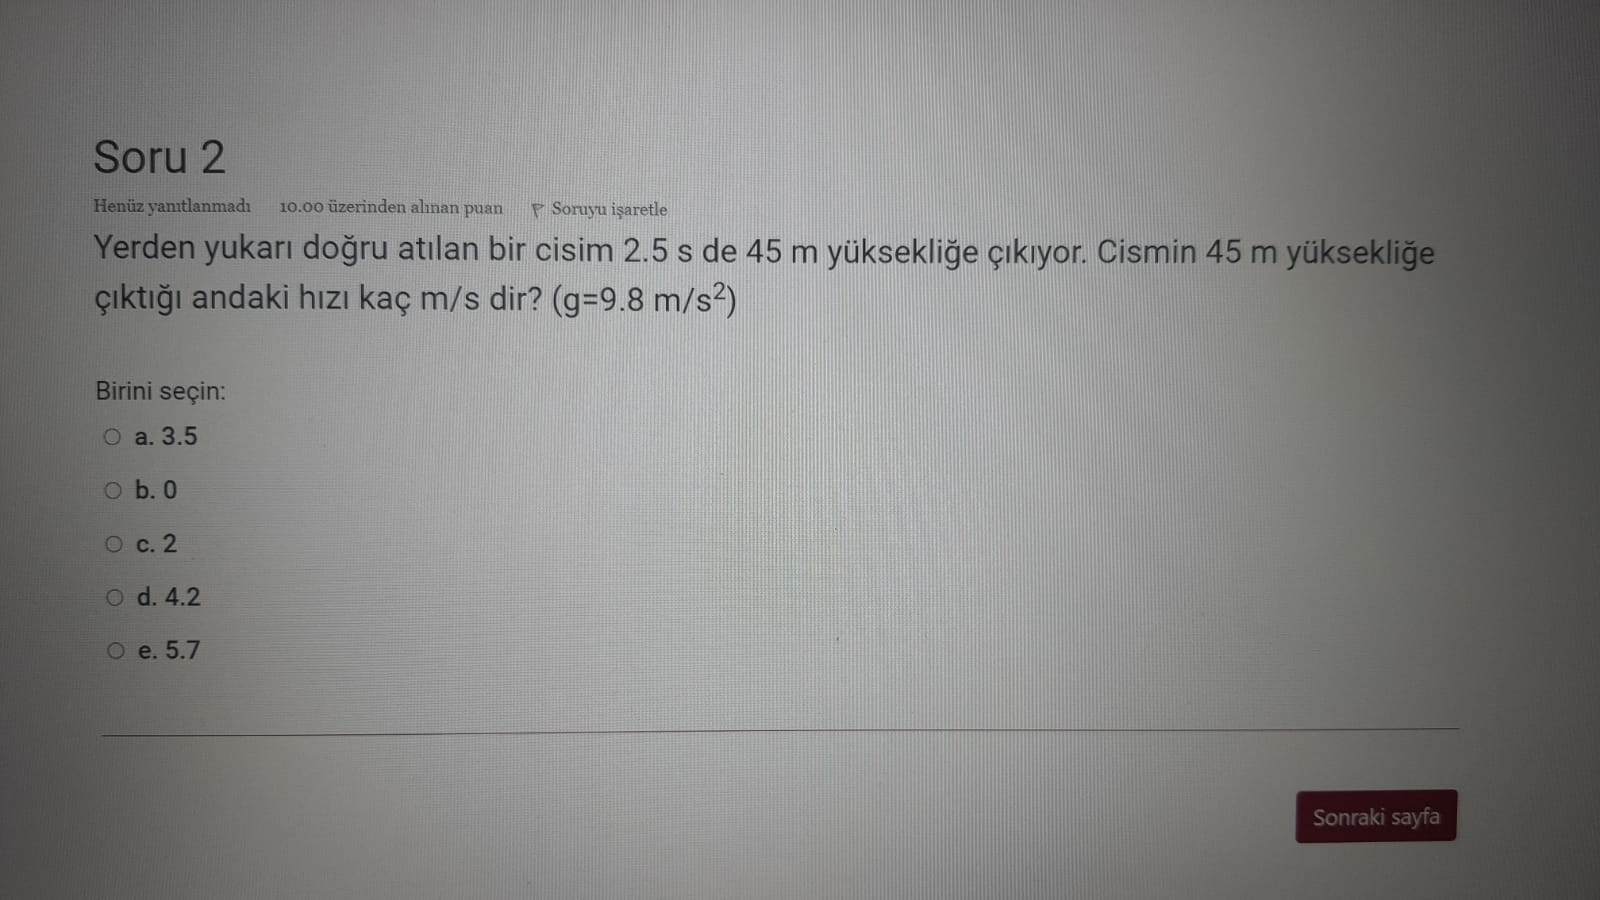 Soru 2
Henüz yanıtlanmadı 10.00 üzerinden alınan puan Soruyu işaretle
Yerden yukarı doğru atılan bir cisim 2.5 s de 45 m yüksekliğe çıkıyor. Cismin 45 m yüksekliğe
çıktığı andaki hızı kaç m/s dir? (g=9.8 m/s²)
Birini seçin:
a. 3.5
b. 0
c. 2
d. 4.2
e. 5.7
Sonraki sayfa